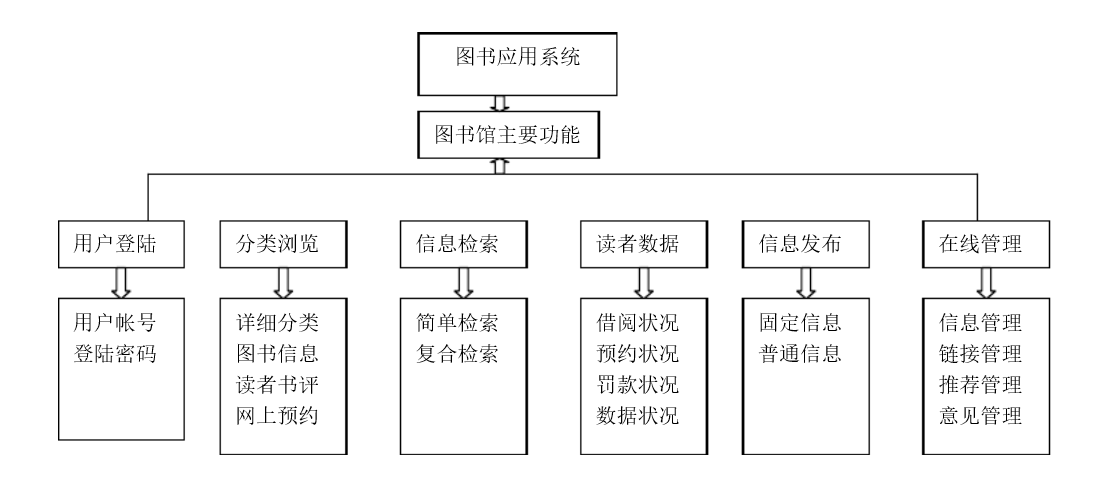 图书应用系统
图书馆主要功能
用户登陆
分类浏览
信息检索
读者数据
信息发布
在线管理
用户帐号
登陆密码
详细分类
图书信息
读者书评
网上预约
简单检索
复合检索
借阅状况
预约状况
罚款状况
数据状况
固定信息
普通信息
信息管理
链接管理
推荐管理
意见管理